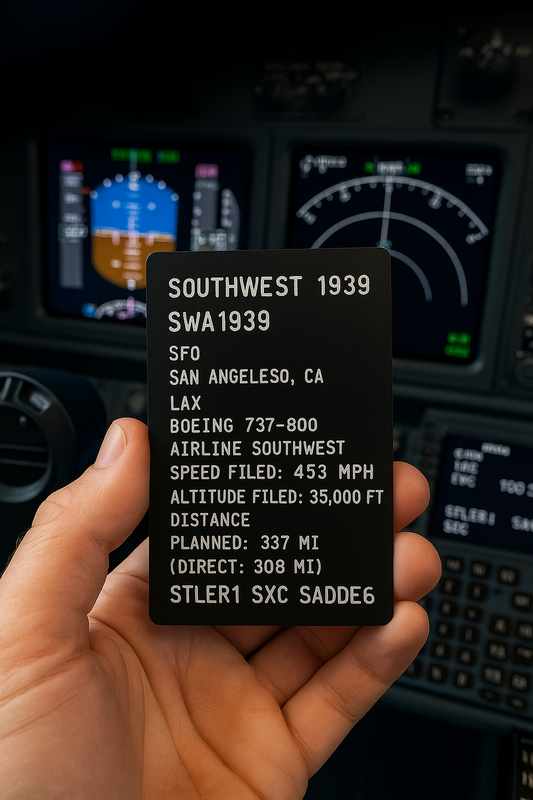 SOUTHWEST 1939
SWA1939
SFO
SAN ANGELESO, CA
LAX
BOEING 737-800
AIRLINE SOUTHWEST
SPEED FILED: 453 MPH
ALTITUDE FILED: 35,000 FT
DISTANCE
PLANNED: 337 MI
(DIRECT: 308 MI)
STLER1 SXC SADDE6